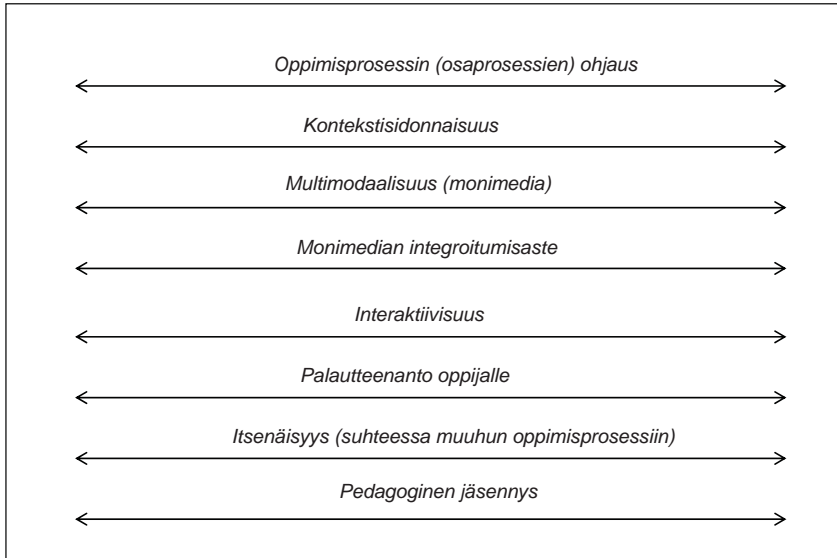 Oppimisprosessin (osaprosessien) ohjaus
Kontekstisidonnaisuus
Multimodaalisuus (monimedia)
Monimedian integroitumisaste
Interaktiivisuus
Palautteenanto oppijalle
Itsenäisyys (suhteessa muuhun oppimisprosessiin)
Pedagoginen jäsennys